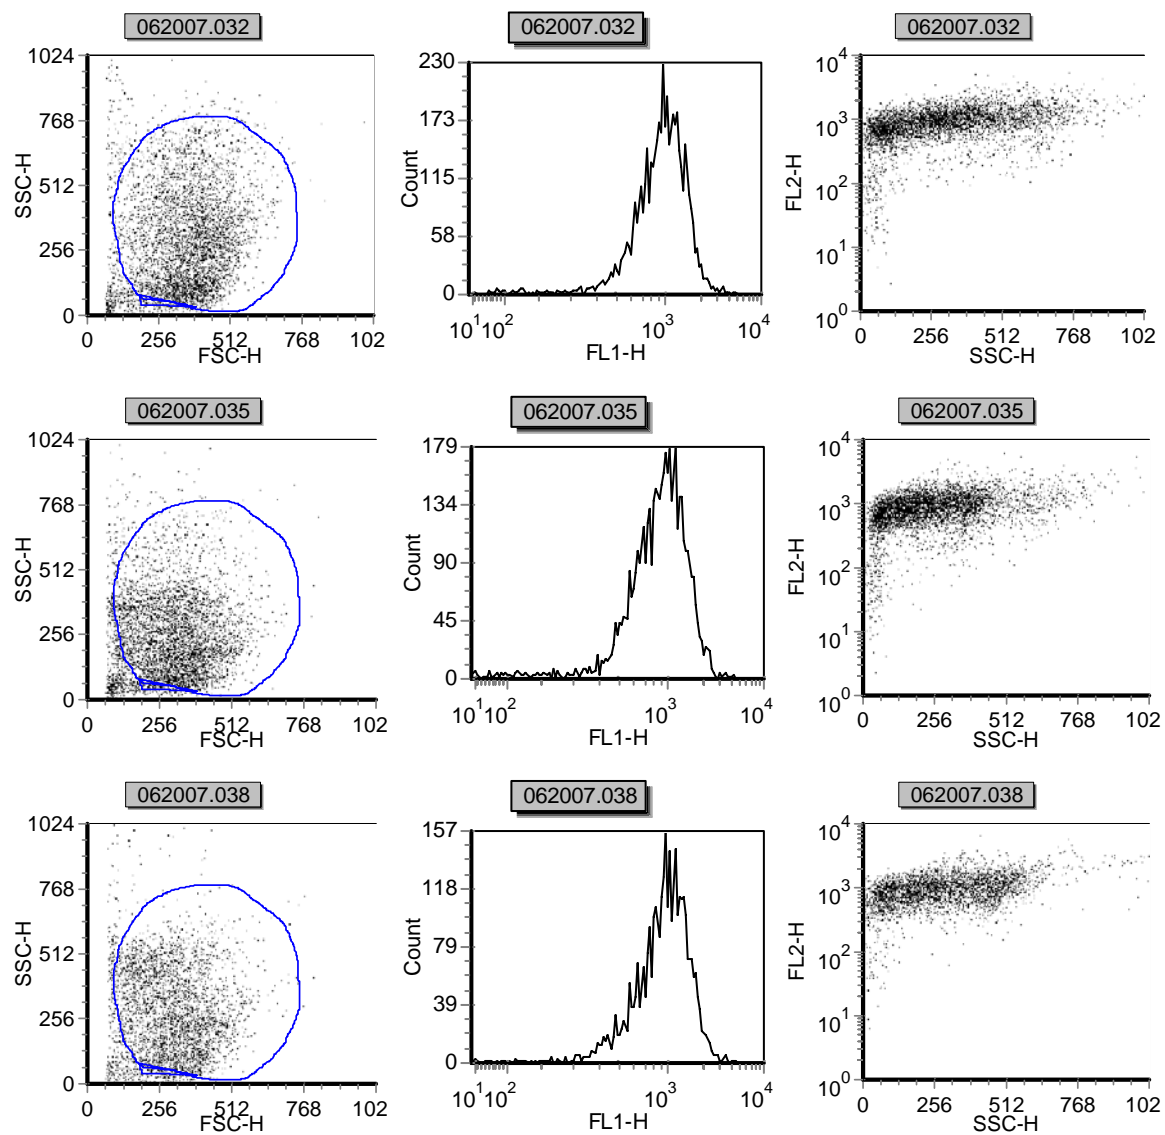 062007.032
1024
768
512
256
0
SSC-H
0 256 512 768 102
FSC-H
062007.032
230
173
115
58
0
Count
10¹10² 10³ 10⁴
FL1-H
062007.032
10⁴
10³
10²
10¹
10⁰
FL2-H
0 256 512 768 102
SSC-H
062007.035
1024
768
512
256
0
SSC-H
0 256 512 768 102
FSC-H
062007.035
179
134
90
45
0
Count
10¹10² 10³ 10⁴
FL1-H
062007.035
10⁴
10³
10²
10¹
10⁰
FL2-H
0 256 512 768 102
SSC-H
062007.038
1024
768
512
256
0
SSC-H
0 256 512 768 102
FSC-H
062007.038
157
118
79
39
0
Count
10¹10² 10³ 10⁴
FL1-H
062007.038
10⁴
10³
10²
10¹
10⁰
FL2-H
0 256 512 768 102
SSC-H